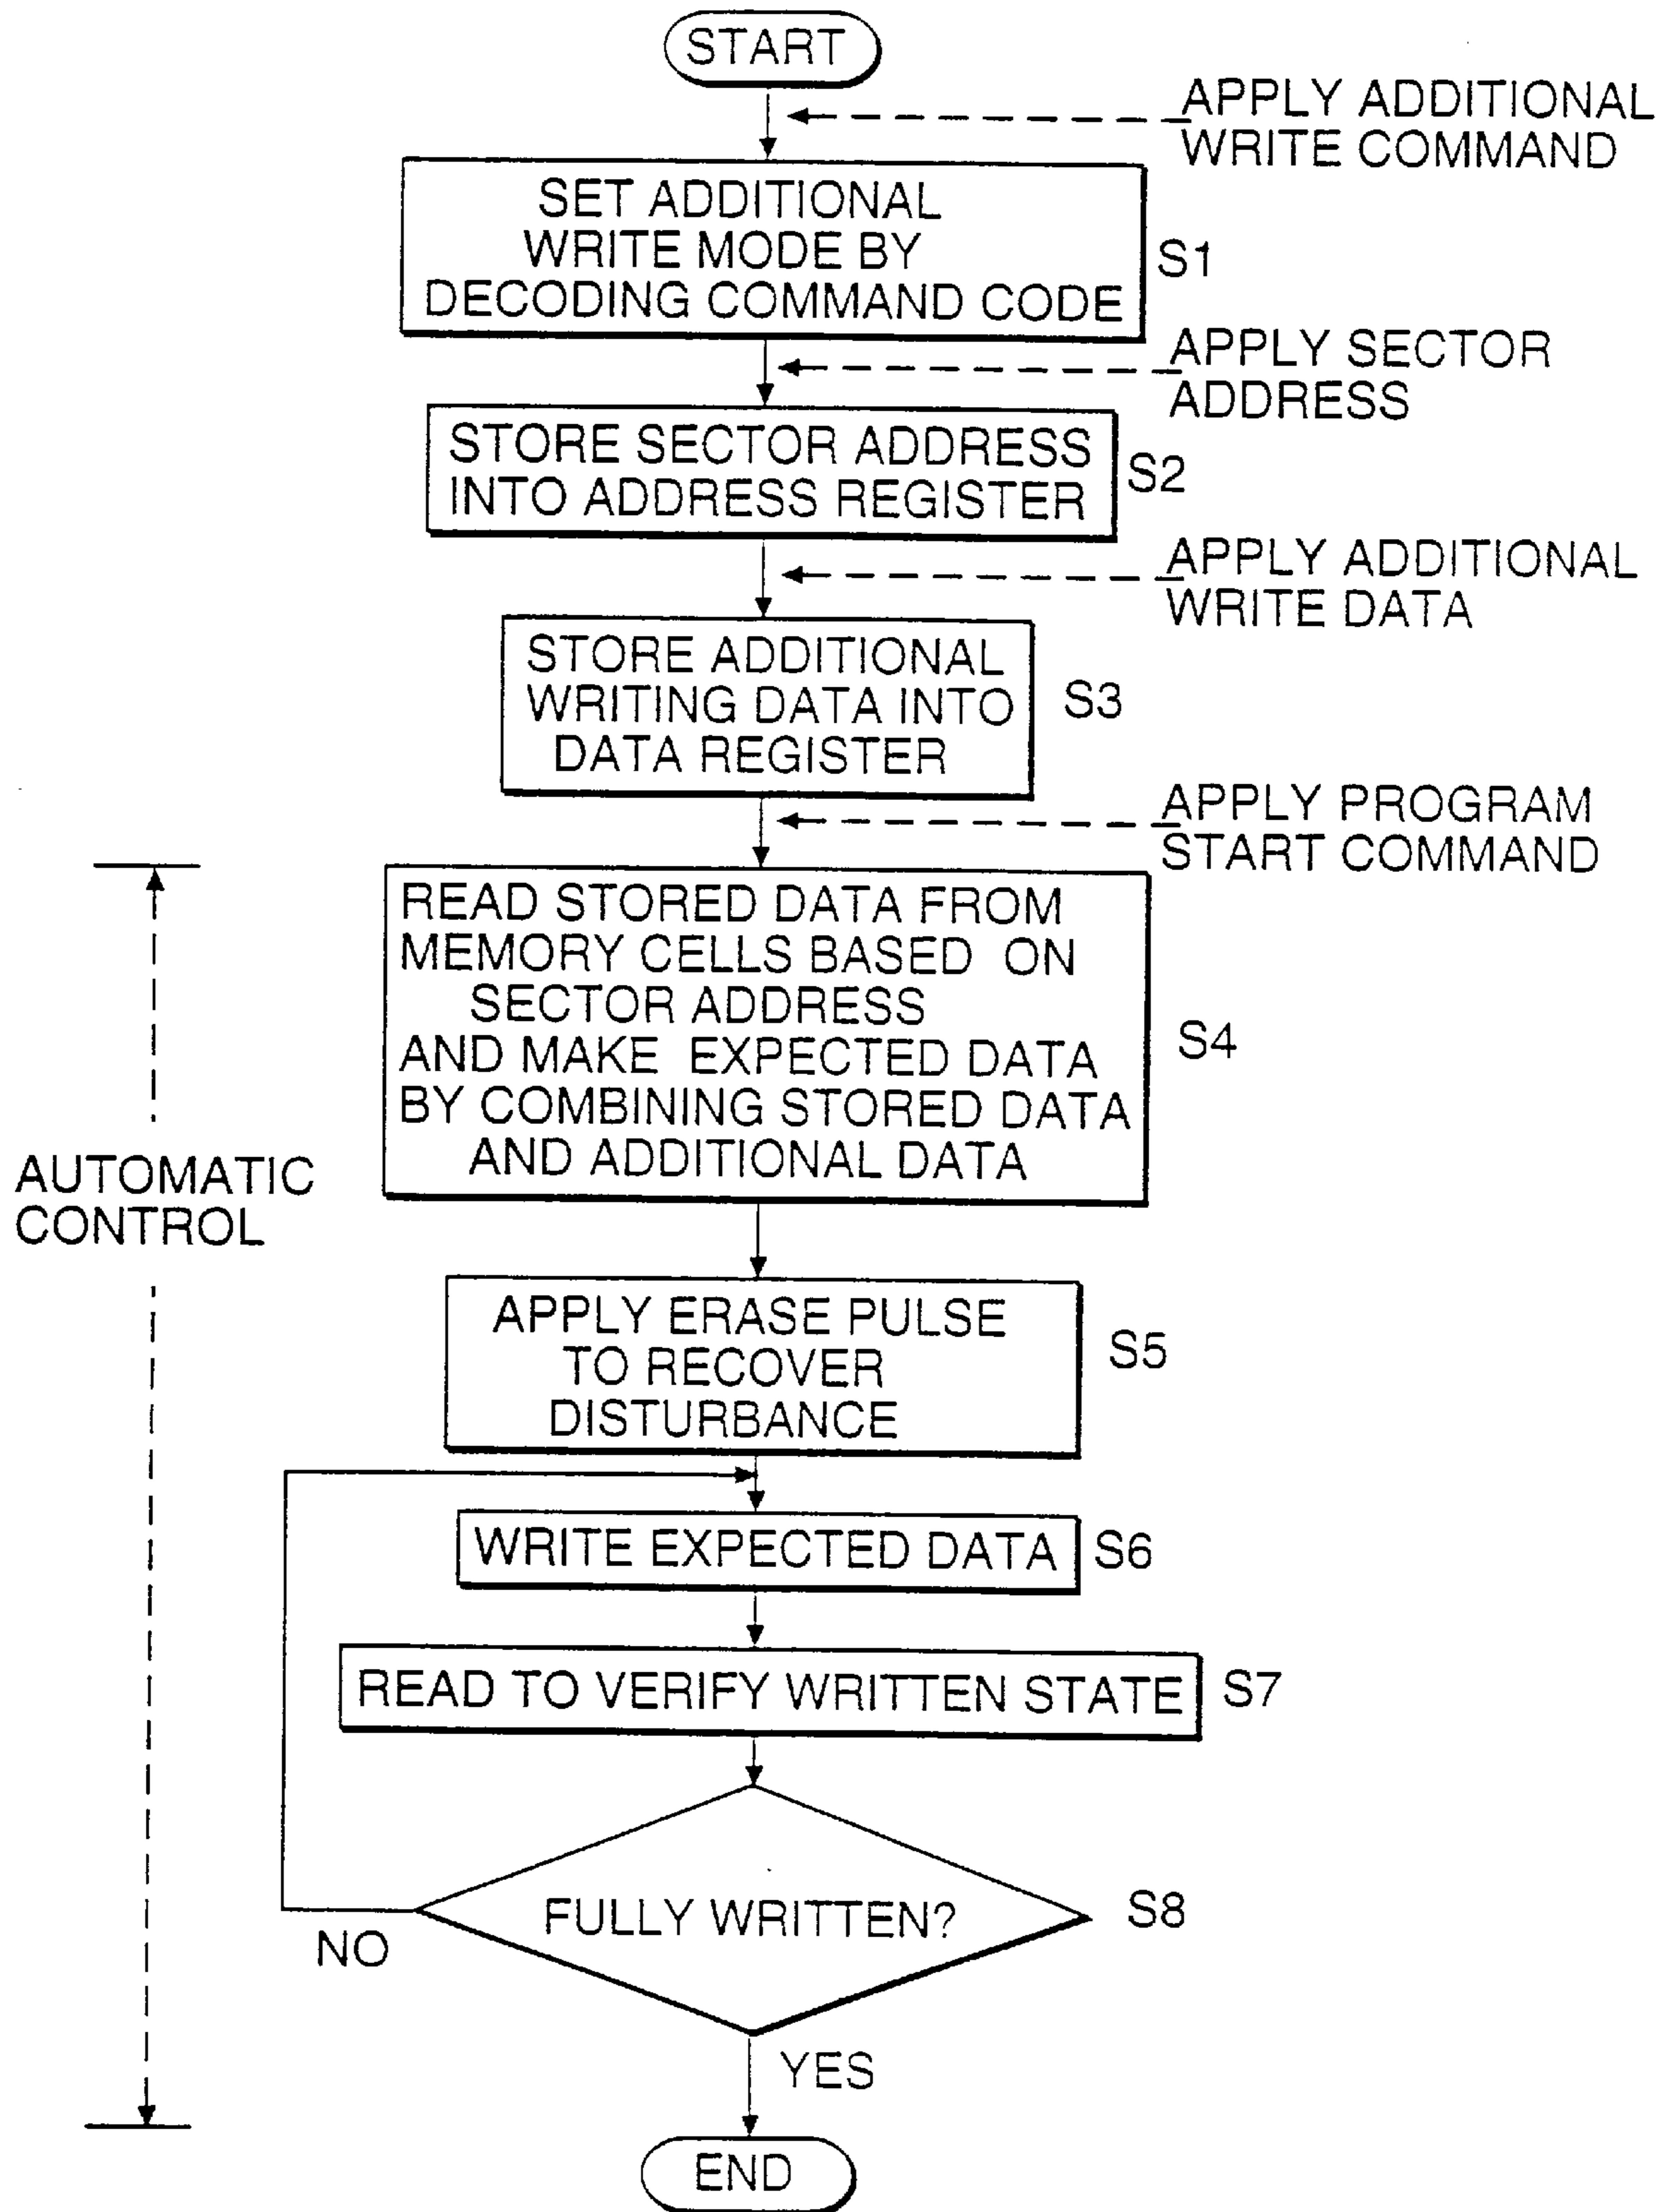 START
APPLY ADDITIONAL
WRITE COMMAND
SET ADDITIONAL
WRITE MODE BY
DECODING COMMAND CODE
S1
APPLY SECTOR
ADDRESS
STORE SECTOR ADDRESS
INTO ADDRESS REGISTER
S2
APPLY ADDITIONAL
WRITE DATA
STORE ADDITIONAL
WRITING DATA INTO
DATA REGISTER
S3
APPLY PROGRAM
START COMMAND
READ STORED DATA FROM
MEMORY CELLS BASED ON
SECTOR ADDRESS
AND MAKE EXPECTED DATA
BY COMBINING STORED DATA
AND ADDITIONAL DATA
S4
AUTOMATIC
CONTROL
APPLY ERASE PULSE
TO RECOVER
DISTURBANCE
S5
WRITE EXPECTED DATA
S6
READ TO VERIFY WRITTEN STATE
S7
FULLY WRITTEN?
S8
NO
YES
END